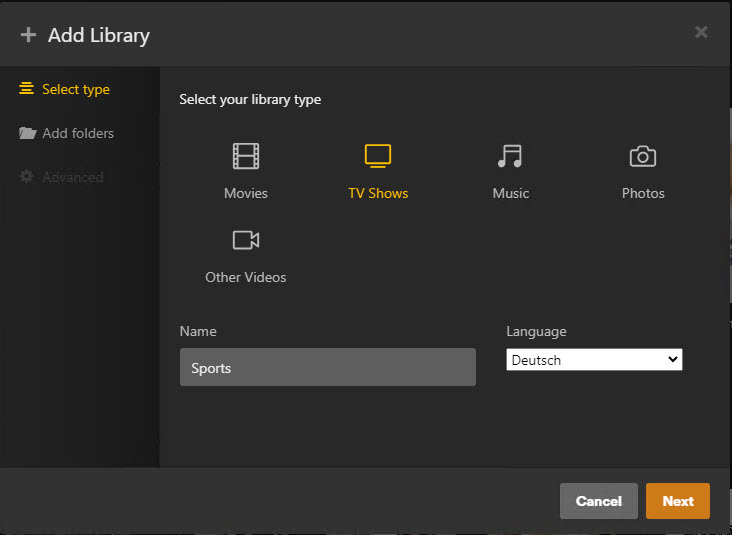 Add Library
Select type
Add folders
Advanced
Select your library type
Movies
TV Shows
Music
Photos
Other Videos
Name
Language
Sports
Deutsch
Cancel
Next